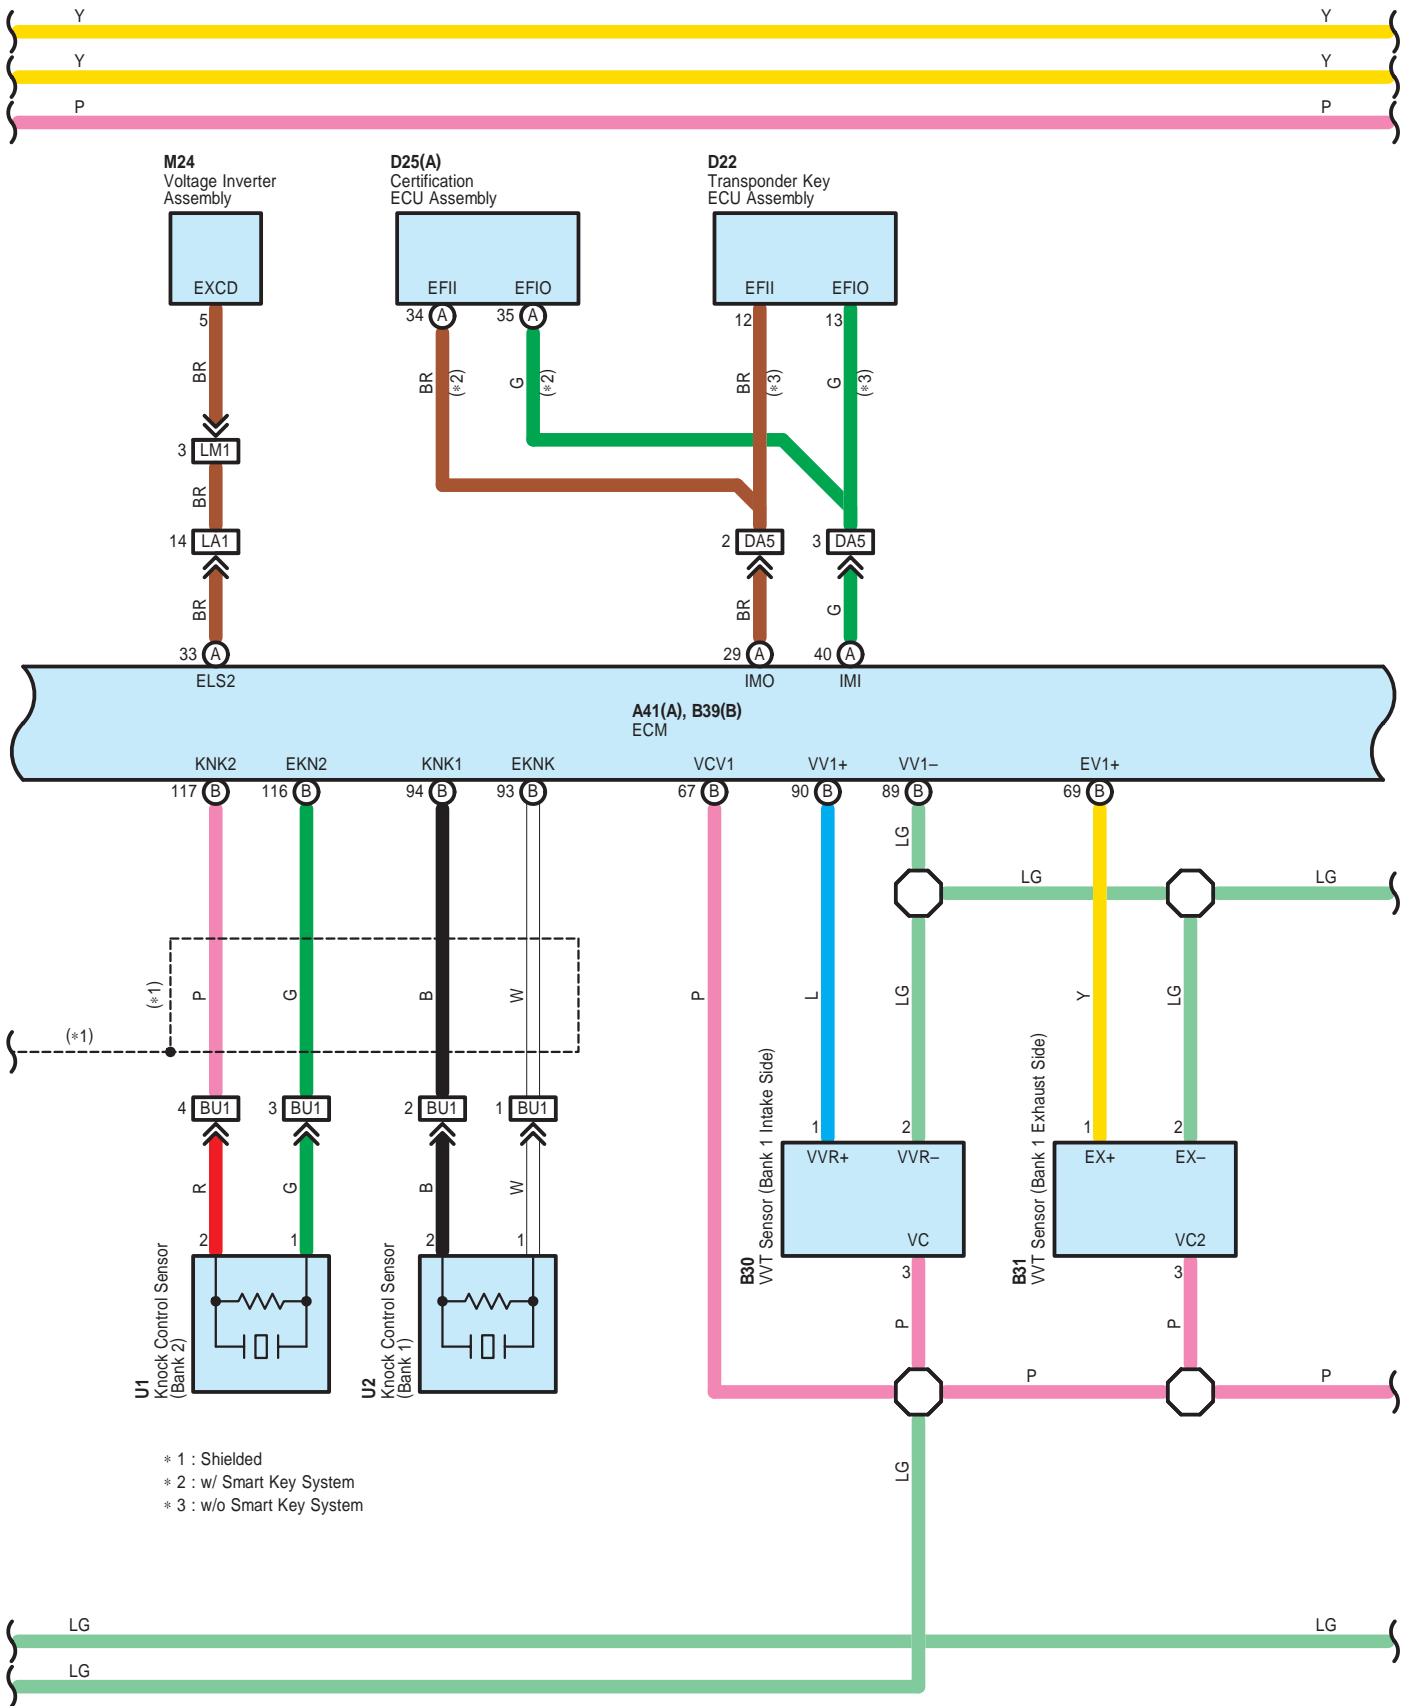 Y Y
Y Y
P P
M24
Voltage Inverter
Assembly
D25(A)
Certification
ECU Assembly
D22
Transponder Key
ECU Assembly
EXCD
EFII EFIO
EFII EFIO
5
34 A 35 A
12 13
BR
BR (*2)
G (*2)
BR (*3)
G (*3)
3 LM1
BR
14 LA1
2 DA5 3 DA5
BR
BR
G
33 A
29 A 40 A
ELS2
IMO IMI
A41(A), B39(B)
ECM
KNK2 EKN2 KNK1 EKNK VCV1 VV1+ VV1– EV1+
117 B 116 B 94 B 93 B 67 B 90 B 89 B 69 B
LG
LG LG
(*1)
P
G
B
W
P
L
LG
Y
LG
(*1)
4 BU1 3 BU1 2 BU1 1 BU1
1 2 1 2
VVR+ VVR– EX+ EX–
R
G
B
W
2 1 2 1
VC VC2
3 3
B30
VVT Sensor (Bank 1 Intake Side)
B31
VVT Sensor (Bank 1 Exhaust Side)
P
P
U1
Knock Control Sensor
(Bank 2)
U2
Knock Control Sensor
(Bank 1)
P P
LG
* 1 : Shielded
* 2 : w/ Smart Key System
* 3 : w/o Smart Key System
LG LG
LG